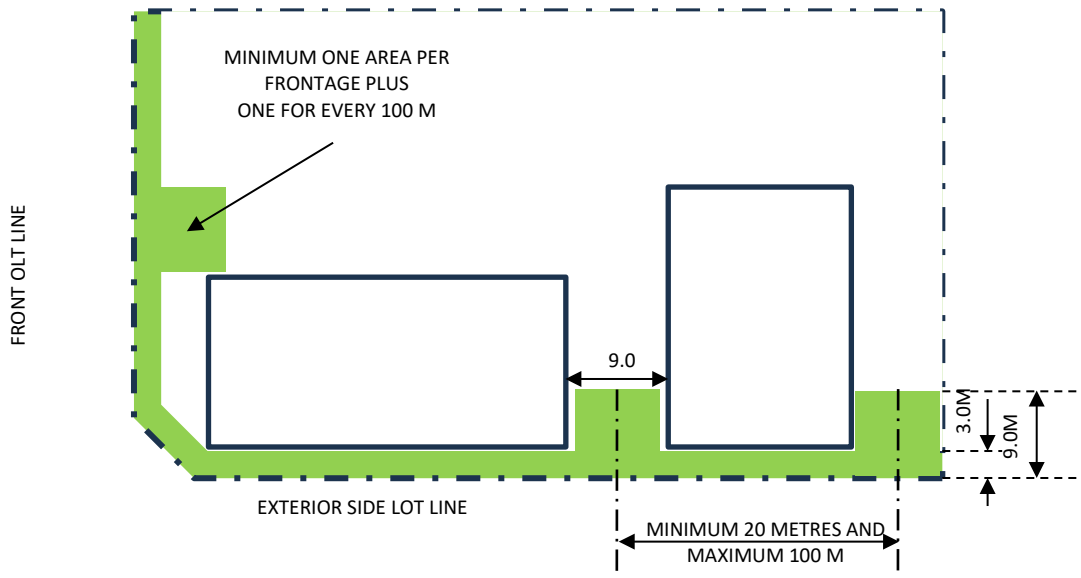 MINIMUM ONE AREA PER
FRONTAGE PLUS
ONE FOR EVERY 100 M
FRONT OLT LINE
9.0
3.0M
9.0M
EXTERIOR SIDE LOT LINE
MINIMUM 20 METRES AND
MAXIMUM 100 M